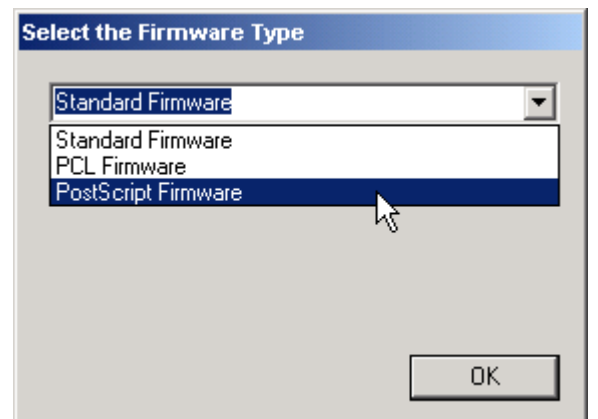 Select the Firmware Type
Standard Firmware
Standard Firmware
PCL Firmware
PostScript Firmware
OK